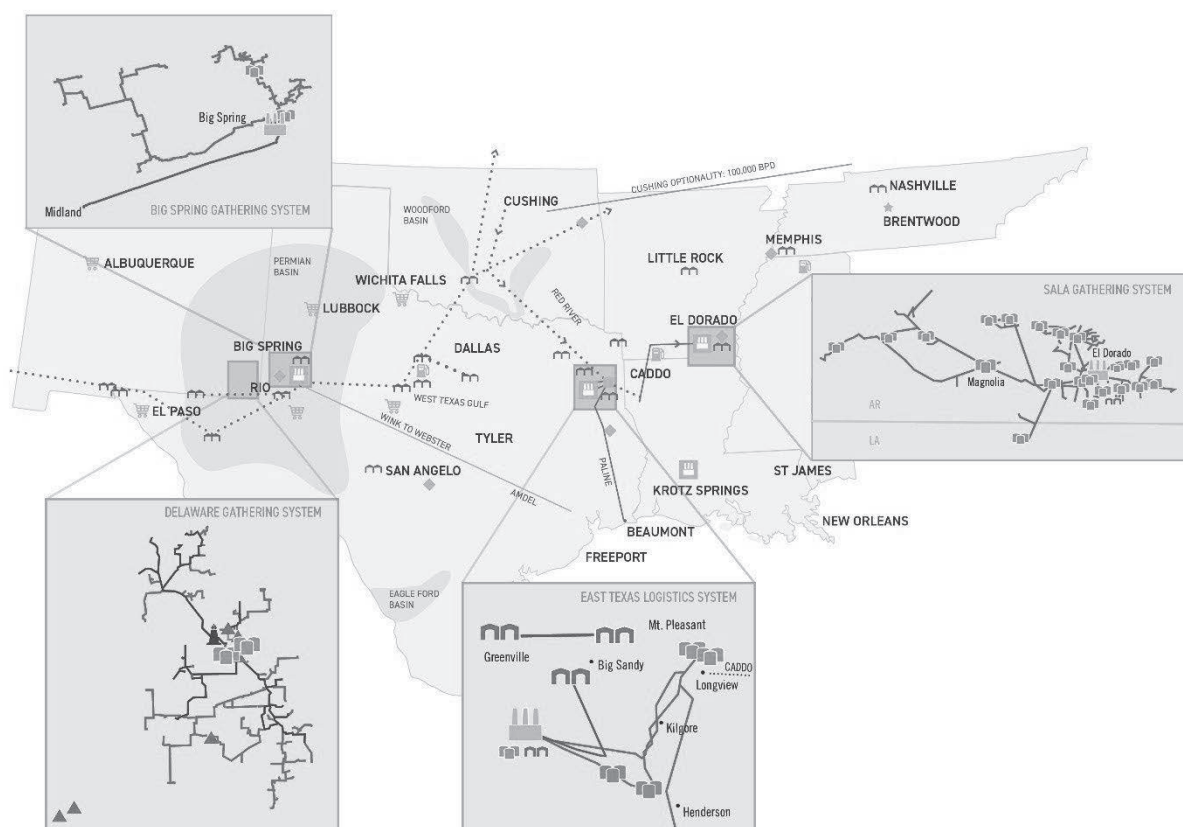 Big Spring
Midland
BIG SPRING GATHERING SYSTEM
CUSHING OPTIONALITY: 100,000 BPD
NASHVILLE
BRENTWOOD
WOODFORD
BASIN
CUSHING
MEMPHIS
ALBUQUERQUE
PERMIAN
BASIN
LITTLE ROCK
WICHITA FALLS
LUBBOCK
RED RIVER
EL DORADO
SALA GATHERING SYSTEM
El Dorado
Magnolia
AR
LA
BIG SPRING
DALLAS
CADDO
RIO
WEST TEXAS GULF
EL PASO
TYLER
WINK TO WEBSTER
SAN ANGELO
AMDEL
PALINE
KROTZ SPRINGS
ST JAMES
NEW ORLEANS
BEAUMONT
FREEPORT
DELAWARE GATHERING SYSTEM
EAGLE FORD
BASIN
EAST TEXAS LOGISTICS SYSTEM
Mt. Pleasant
Greenville
Big Sandy
CADDO
Longview
Kilgore
Henderson